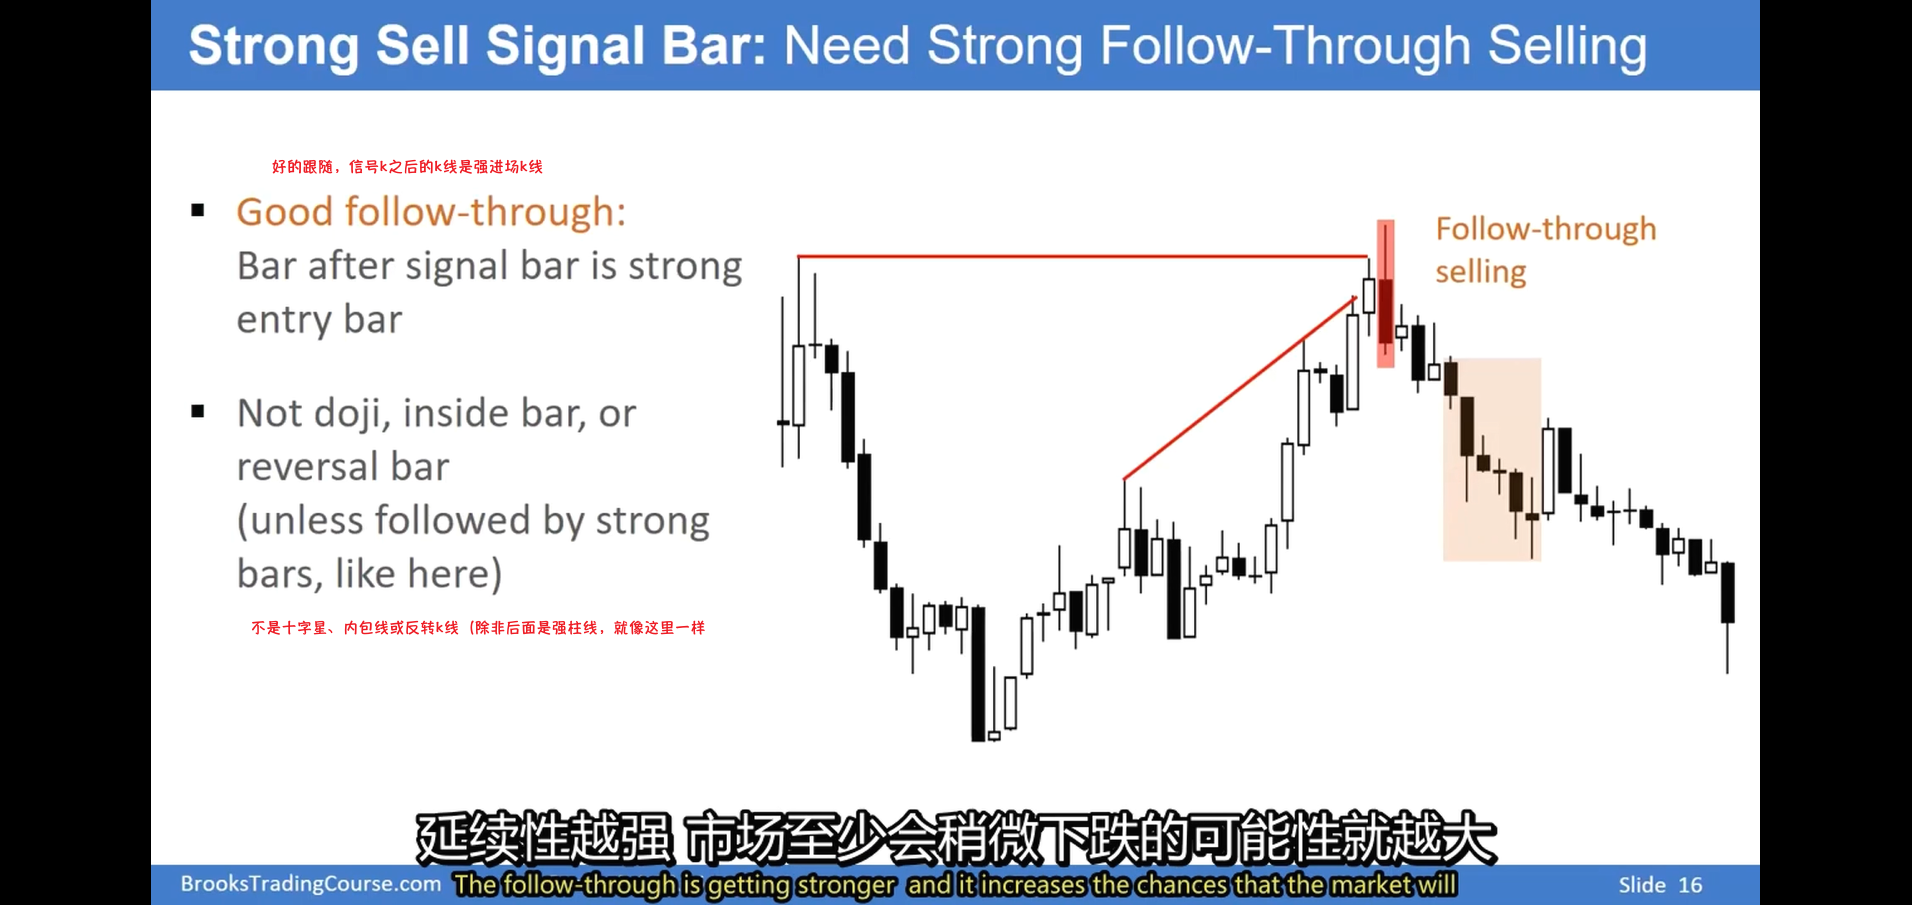 Strong Sell Signal Bar: Need Strong Follow-Through Selling
好的跟随，信号k之后的k线是强进场k线
Good follow-through:
Bar after signal bar is strong
entry bar
Not doji, inside bar, or
reversal bar
(unless followed by strong
bars, like here)
不是十字星、内包线或反转k线（除非后面是强柱线，就像这里一样
Follow-through
selling
延续性越强 市场至少会稍微下跌的可能性就越大
BrooksTradingCourse.com
The follow-through is getting stronger and it increases the chances that the market will
Slide 16